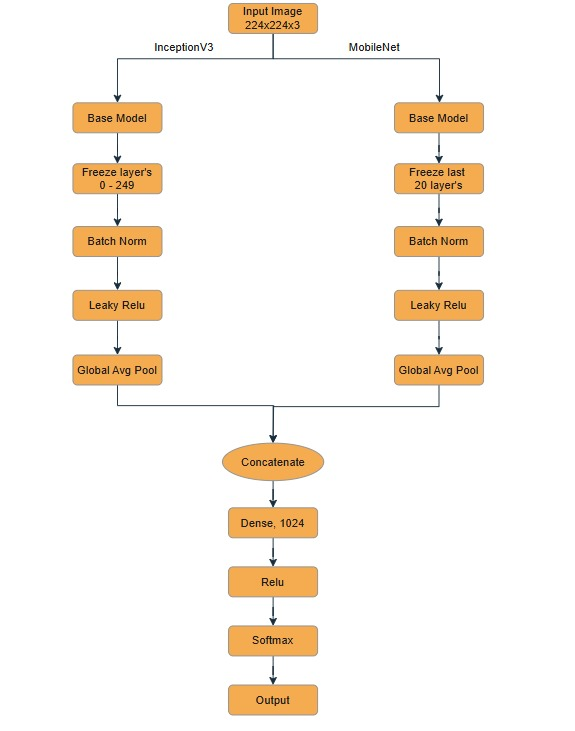 Input Image
224x224x3
InceptionV3
MobileNet
Base Model
Base Model
Freeze layer's
0 - 249
Freeze last
20 layer's
Batch Norm
Batch Norm
Leaky Relu
Leaky Relu
Global Avg Pool
Global Avg Pool
Concatenate
Dense, 1024
Relu
Softmax
Output